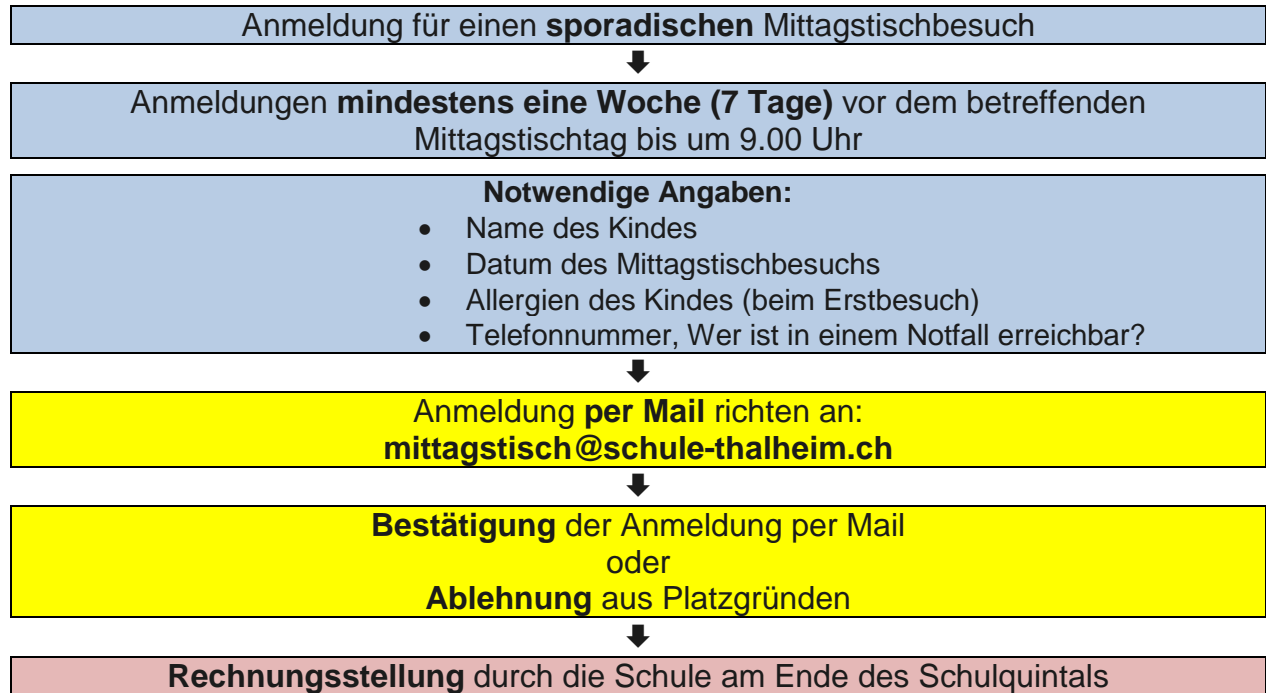 Anmeldung für einen sporadischen Mittagstischbesuch
Anmeldungen mindestens eine Woche (7 Tage) vor dem betreffenden
Mittagstischtag bis um 9.00 Uhr
Notwendige Angaben:
• Name des Kindes
• Datum des Mittagstischbesuchs
• Allergien des Kindes (beim Erstbesuch)
• Telefonnummer, Wer ist in einem Notfall erreichbar?
Anmeldung per Mail richten an:
mittagstisch@schule-thalheim.ch
Bestätigung der Anmeldung per Mail
oder
Ablehnung aus Platzgründen
Rechnungsstellung durch die Schule am Ende des Schulquintals